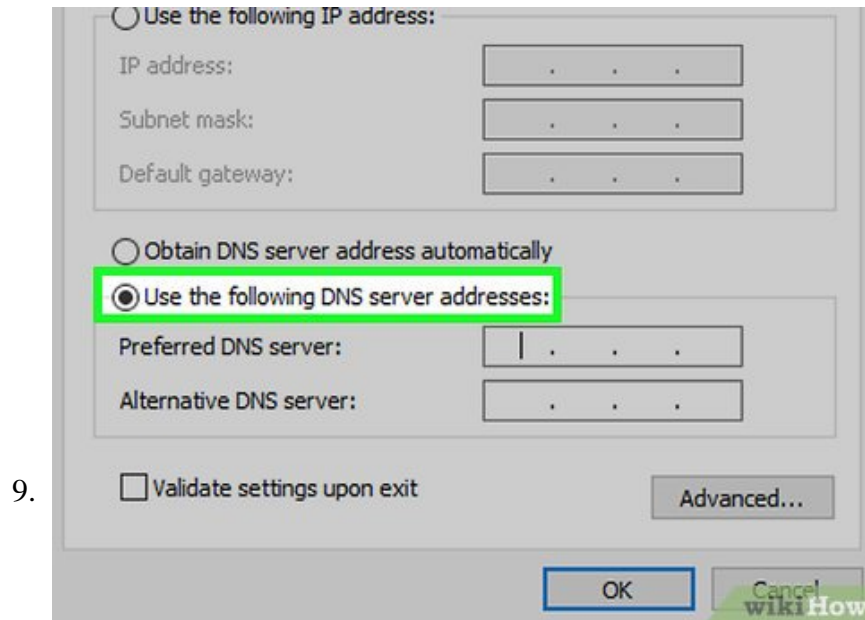 Use the following IP address:
IP address:
Subnet mask:
Default gateway:
Obtain DNS server address automatically
Use the following DNS server addresses:
Preferred DNS server:
Alternative DNS server:
9.
Validate settings upon exit
Advanced...
OK
Cancel
wikiHow